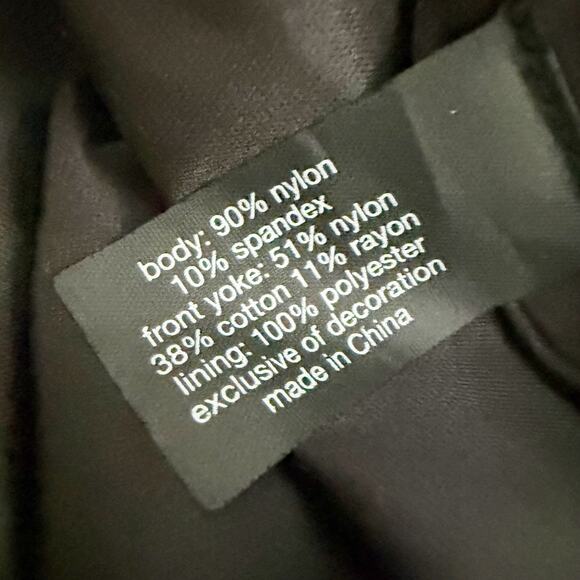 body: 90% nylon
10% spandex
front yoke: 51% nylon
38% cotton 11% rayon
lining: 100% polyester
exclusive of decoration
made in China